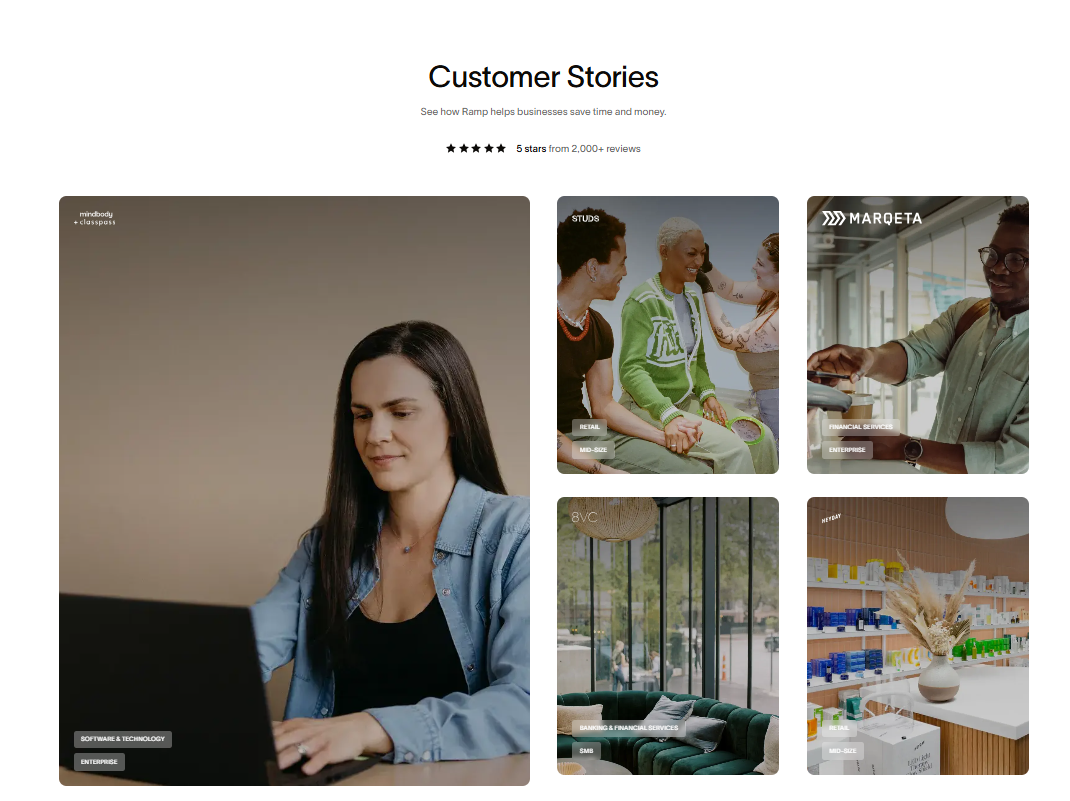 Customer Stories
See how Ramp helps businesses save time and money.
5 stars from 2,000+ reviews
mindbody
+ classpass
SOFTWARE & TECHNOLOGY
ENTERPRISE
STUDS
RETAIL
MID-SIZE
MARQETA
FINANCIAL SERVICES
ENTERPRISE
8VC
BANKING & FINANCIAL SERVICES
SMB
HEYDAY
RETAIL
MID-SIZE